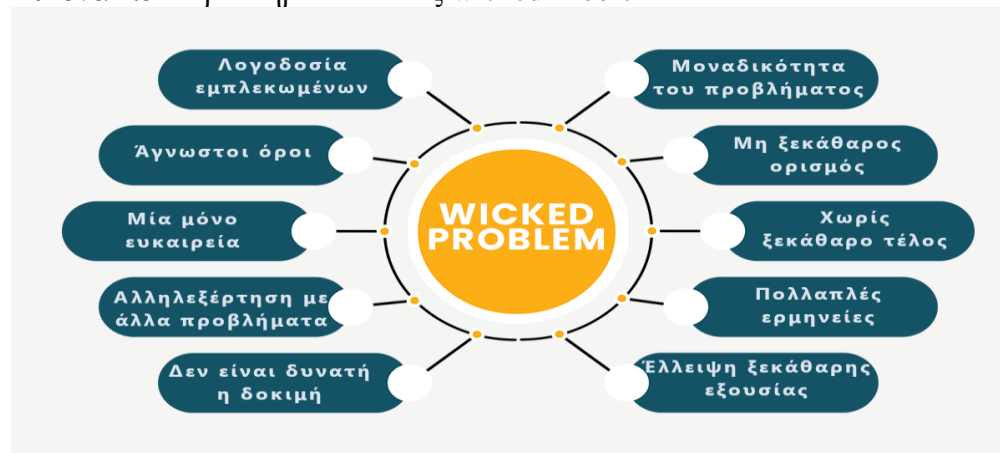 Λογοδοσία
εμπλεκωμένων
Άγνωστοι όροι
Μία μόνο
ευκαιρεία
Αλληλεξέρτηση με
άλλα προβλήματα
Δεν είναι δυνατή
η δοκιμή
WICKED
PROBLEM
Μοναδικότητα
του προβλήματος
Μη ξεκάθαρος
ορισμός
Χωρίς
ξεκάθαρο τέλος
Πολλαπλές
ερμηνείες
Έλλειψη ξεκάθαρης
εξουσίας